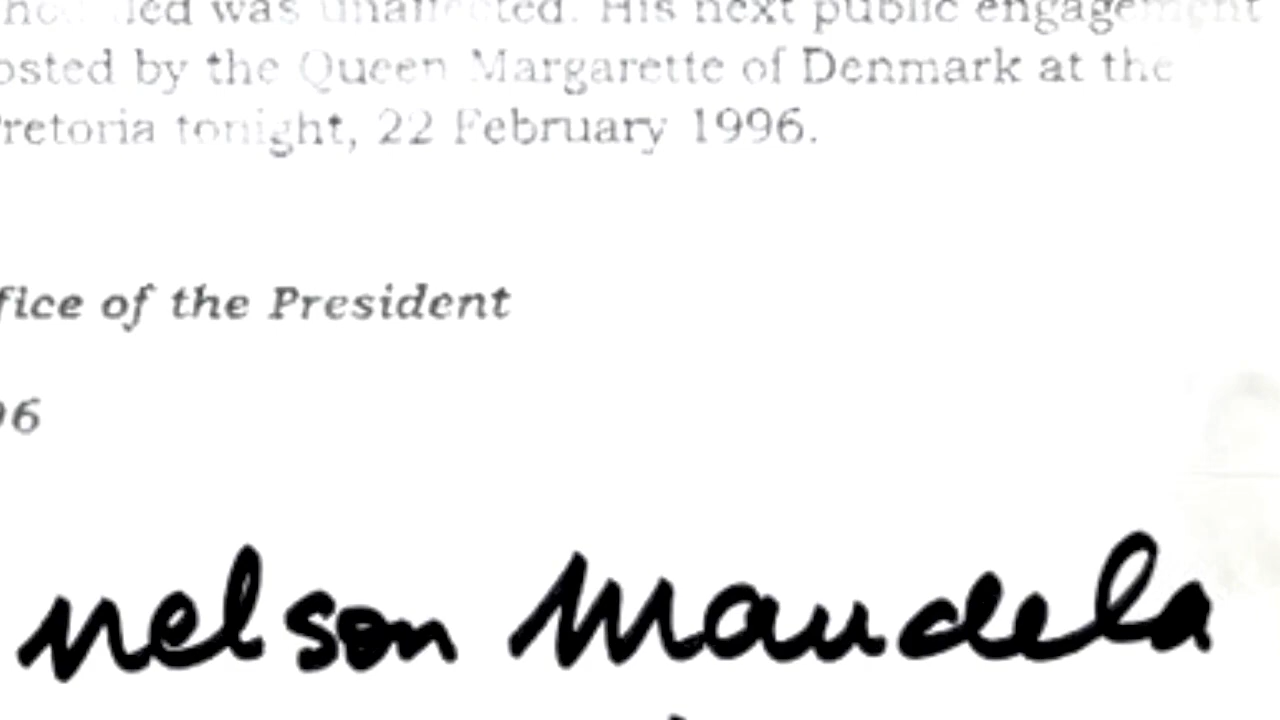 was unaffected. His next public engagement
osted by the Queen Margarette of Denmark at the
retoria tonight, 22 February 1996.
fice of the President
96
nelson Mandela